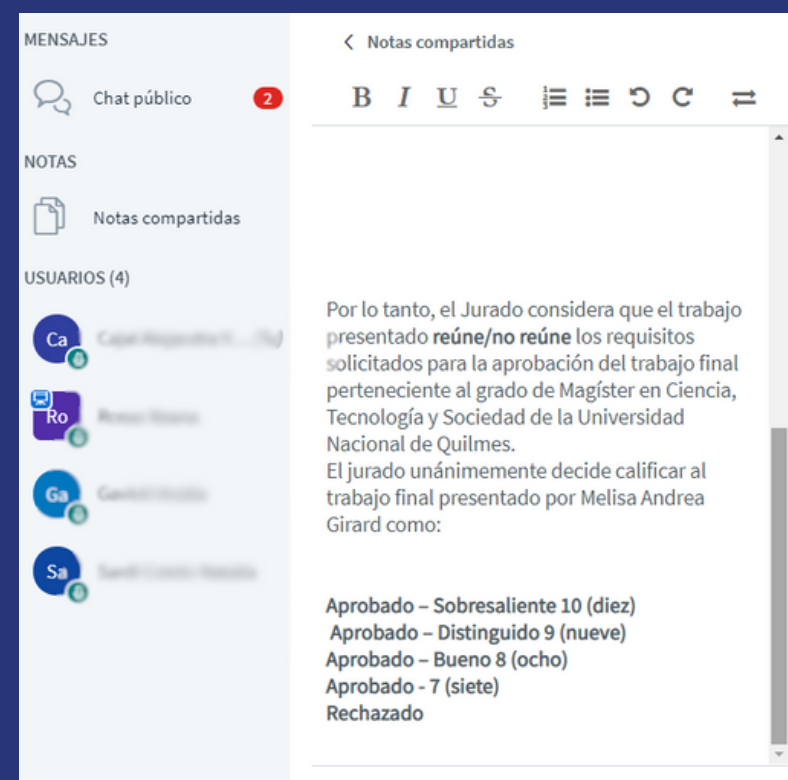 MENSAJES
Chat público
2
NOTAS
Notas compartidas
USUARIOS (4)
Ca
Ro
Ga
Sa
Notas compartidas
B I U S
Por lo tanto, el Jurado considera que el trabajo
presentado reúne/no reúne los requisitos
solicitados para la aprobación del trabajo final
perteneciente al grado de Magíster en Ciencia,
Tecnología y Sociedad de la Universidad
Nacional de Quilmes.
El jurado unánimemente decide calificar al
trabajo final presentado por Melisa Andrea
Girard como:
Aprobado – Sobresaliente 10 (diez)
Aprobado – Distinguido 9 (nueve)
Aprobado – Bueno 8 (ocho)
Aprobado - 7 (siete)
Rechazado